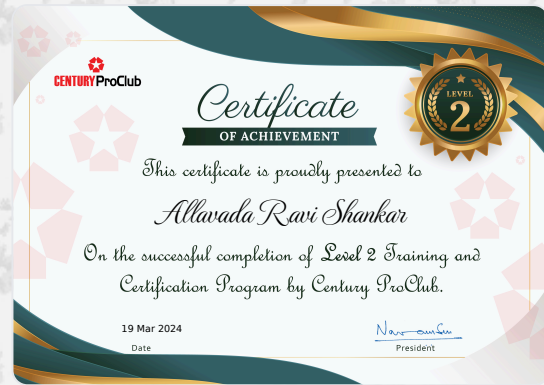 CENTURY ProClub
LEVEL
2
Certificate
OF ACHIEVEMENT
This certificate is proudly presented to
Allavada Ravi Shankar
On the successful completion of Level 2 Training and
Certification Program by Century ProClub.
19 Mar 2024
Date
President